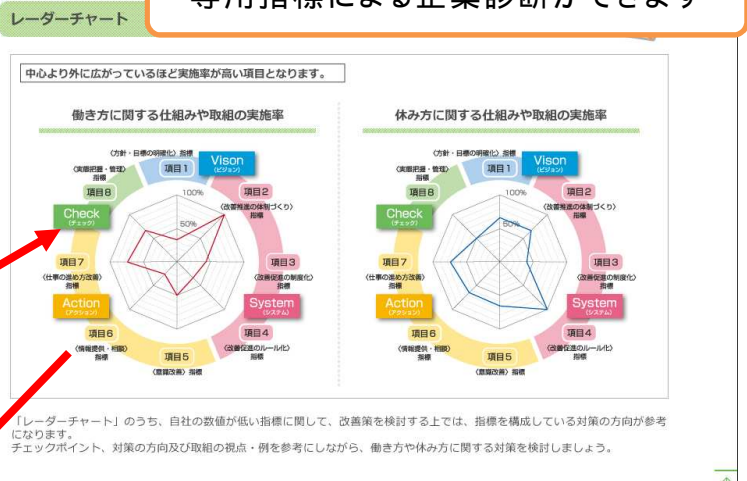 専用指標による企業診断ができます
レーダーチャート
中心より外に広がっているほど実施率が高い項目となります。
働き方に関する仕組みや取組の実施率
〈方針・目標の明確化〉指標
Vison
(ビジョン)
〈実態把握・管理〉
指標
項目1
項目8
100%
項目2
Check
(チェック)
〈改善推進の体制づくり〉
指標
50%
項目7
項目3
〈仕事の進め方改善〉
指標
〈改善促進の制度化〉
指標
Action
(アクション)
System
(システム)
項目6
項目4
〈情報提供・相談〉
指標
項目5
〈改善促進のルール化〉
指標
〈意識改善〉指標
休み方に関する仕組みや取組の実施率
〈方針・目標の明確化〉指標
Vison
(ビジョン)
〈実態把握・管理〉
指標
項目1
項目8
100%
項目2
Check
(チェック)
〈改善推進の体制づくり〉
指標
50%
項目7
項目3
〈仕事の進め方改善〉
指標
〈改善促進の制度化〉
指標
Action
(アクション)
System
(システム)
項目6
項目4
〈情報提供・相談〉
指標
項目5
〈改善促進のルール化〉
指標
〈意識改善〉指標
「レーダーチャート」のうち、自社の数値が低い指標に関して、改善策を検討する上では、指標を構成している対策の方向が参考
になります。
チェックポイント、対策の方向及び取組の視点・例を参考にしながら、働き方や休み方に関する対策を検討しましょう。